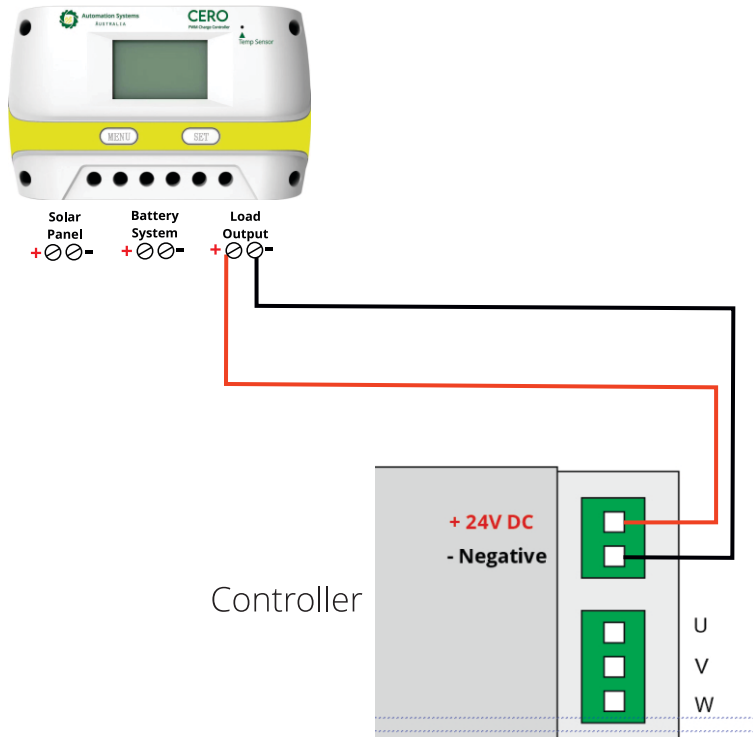 Automation Systems
AUSTRALIA
CERO
PWM Charge Controller
Temp Sensor
MENU
SET
Solar
Panel
+ -
Battery
System
+ -
Load
Output
+ -
+ 24V DC
- Negative
Controller
U
V
W